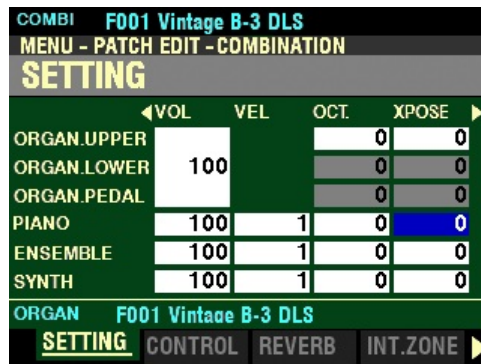 COMBI F001 Vintage B-3 DLS
MENU - PATCH EDIT -COMBINATION
SETTING
VOL VEL OCT. XPOSE
ORGAN.UPPER 0 0
ORGAN.LOWER 100 0 0
ORGAN.PEDAL 0 0
PIANO 100 1 0 0
ENSEMBLE 100 1 0 0
SYNTH 100 1 0 0
ORGAN F001 Vintage B-3 DLS
SETTING CONTROL REVERB INT.ZONE